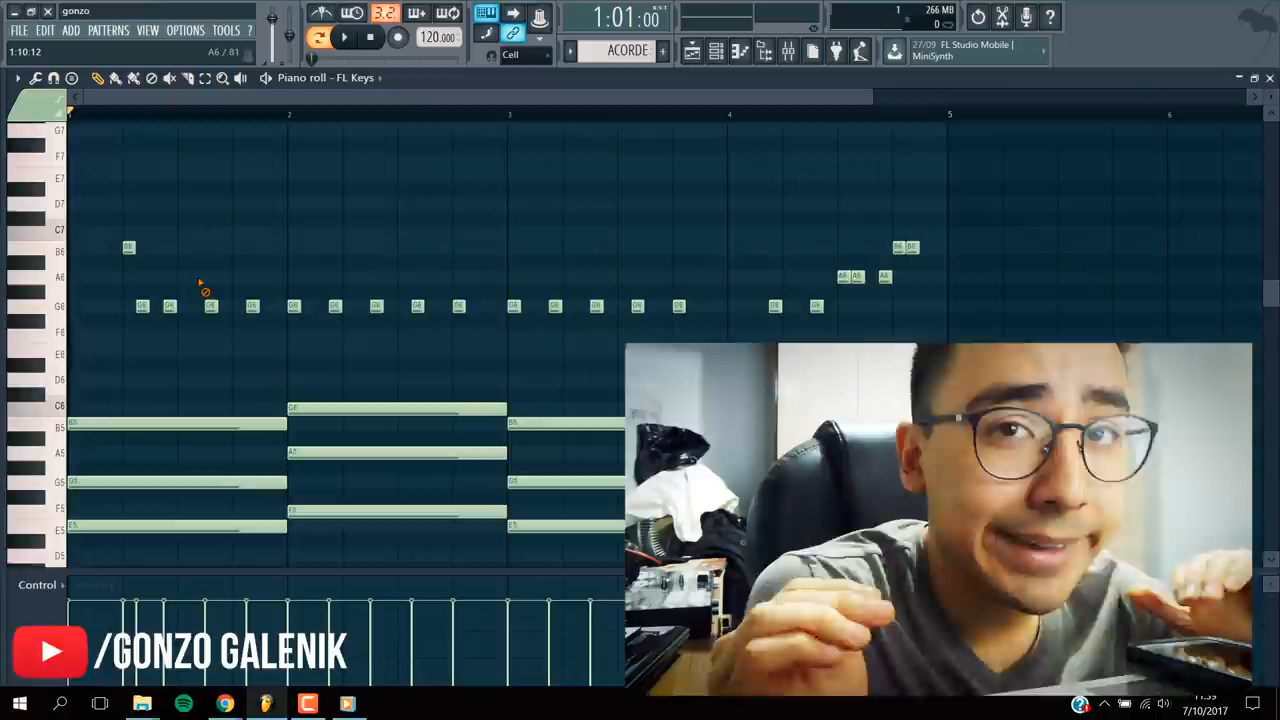 gonzo
FILE EDIT ADD PATTERNS VIEW OPTIONS TOOLS ?
1:10:12
A6 / 81
3.2
120.000
Cell
1:01:00
ACORDE
1
266 MB
0
27/09 FL Studio Mobile |
MiniSynth
Piano roll - FL Keys
2 3 4 5 6
G7
F7
E7
D7
C7
B6
A6
G6
F6
E6
D6
C6
B5
A5
G5
F5
E5
D5
Control
/GONZO GALENIK
11:39
7/10/2017